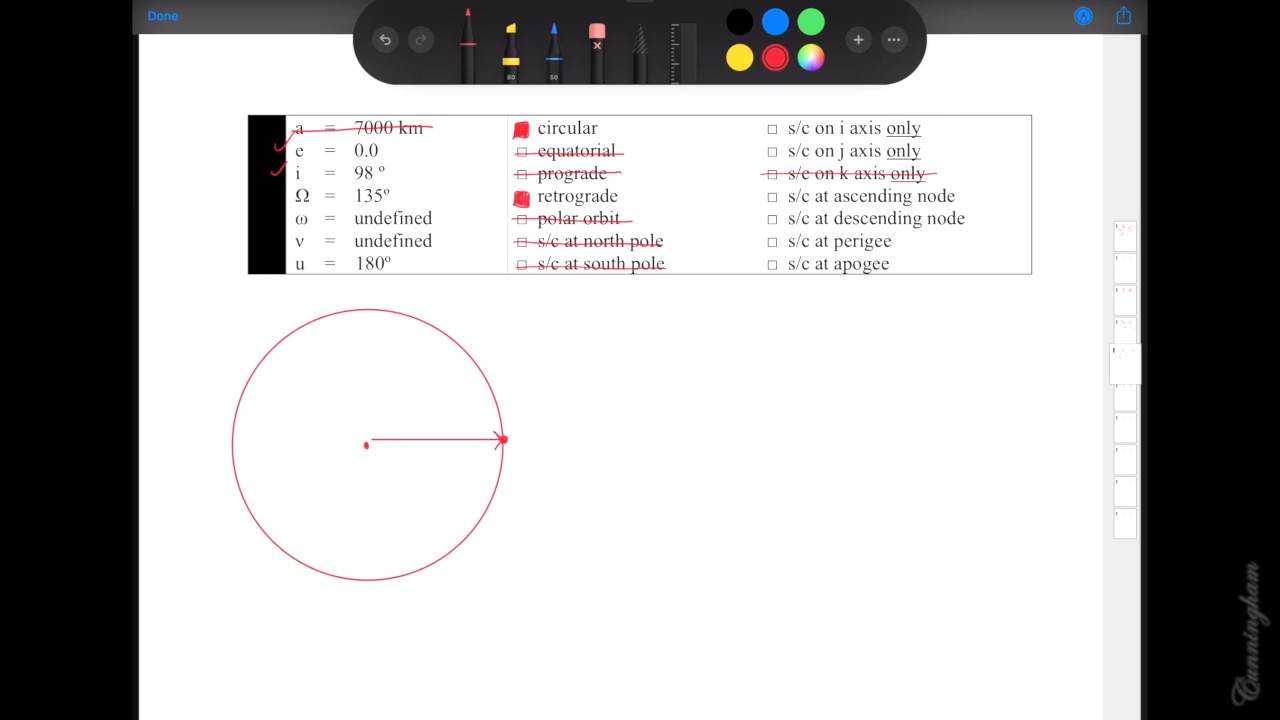 Done
80
50
a = 7000 km
e = 0.0
i = 98 º
Ω = 135º
ω = undefined
ν = undefined
u = 180º
□ circular
□ equatorial
□ prograde
□ retrograde
□ polar orbit
□ s/c at north pole
□ s/c at south pole
□ s/c on i axis only
□ s/c on j axis only
□ s/c on k axis only
□ s/c at ascending node
□ s/c at descending node
□ s/c at perigee
□ s/c at apogee
Cunningham